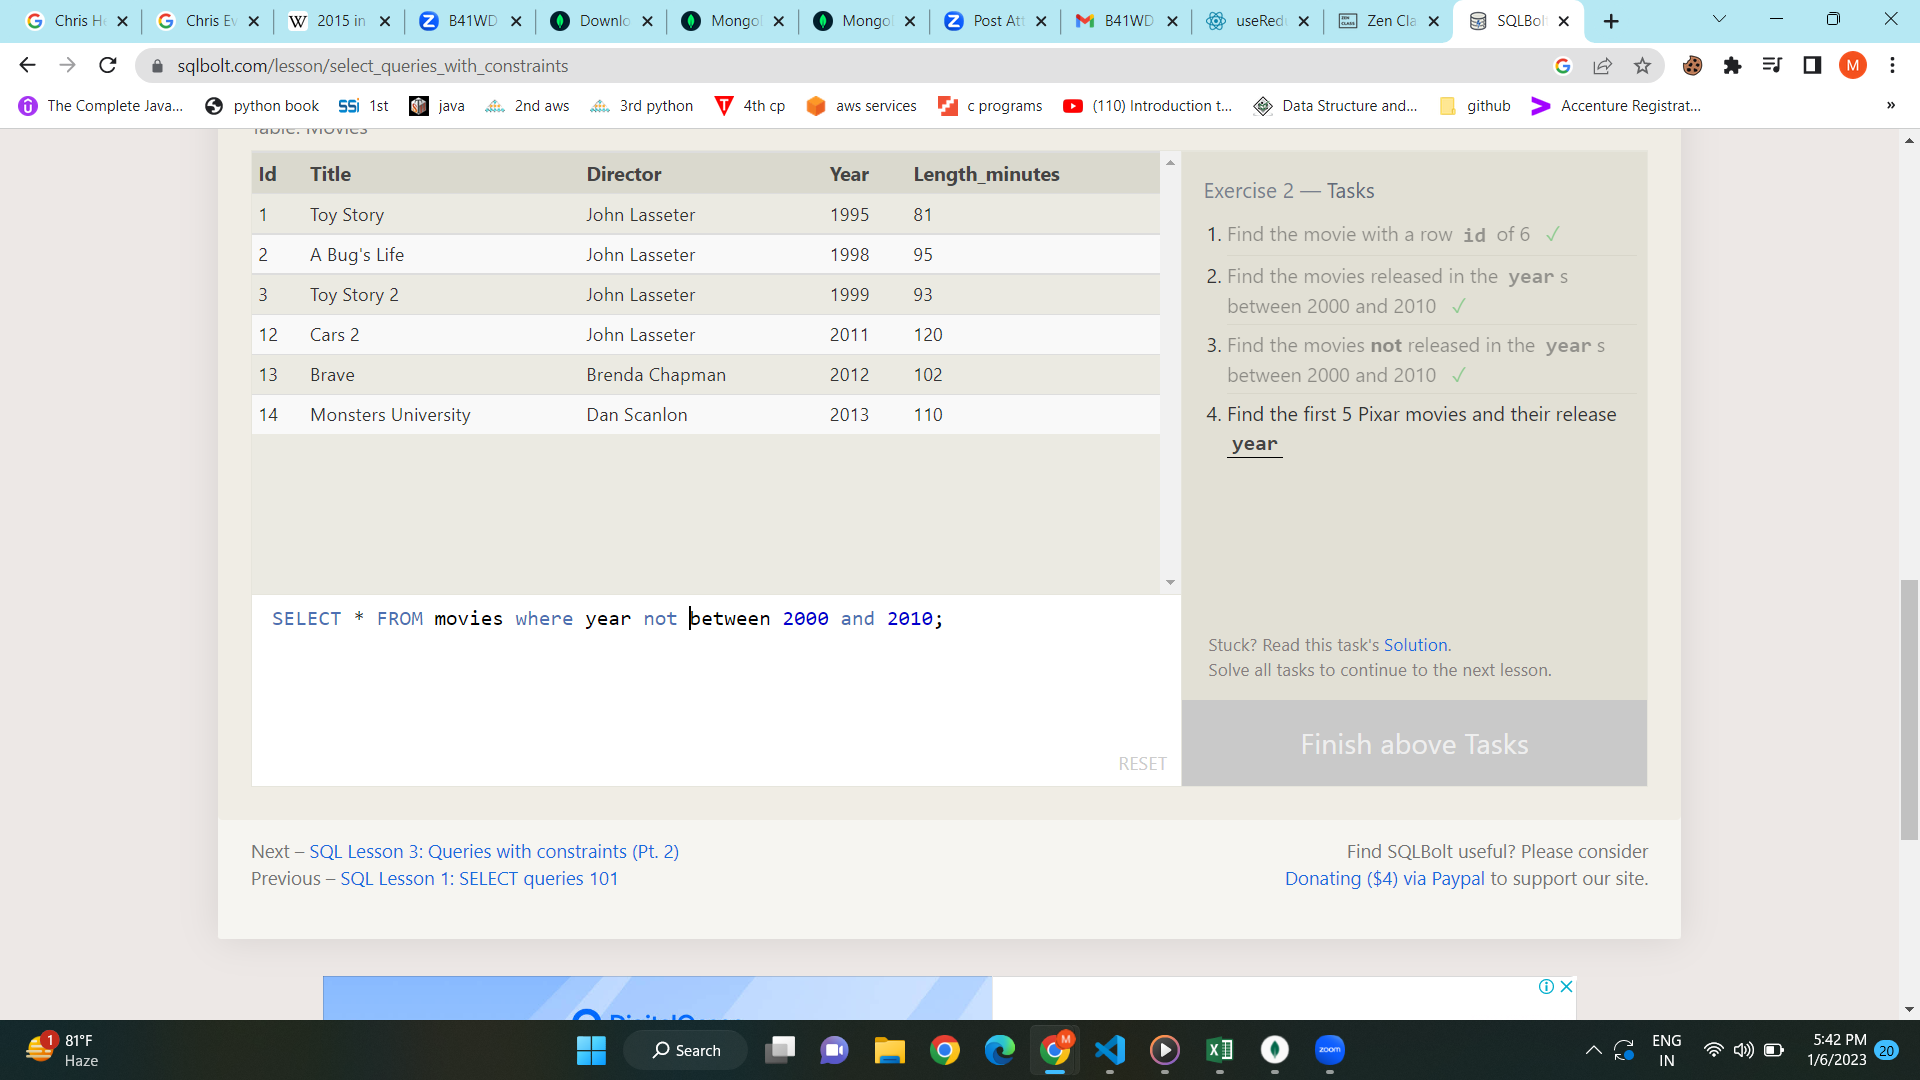 Chris H
Chris Ev
2015 in
B41WD
Downlo
Mongo
Mongo
Post Att
B41WD
useRed
Zen Cla
SQLBolt
sqlbolt.com/lesson/select_queries_with_constraints
M
The Complete Java...
python book
SSi 1st
java
2nd aws
3rd python
4th cp
aws services
c programs
(110) Introduction t...
Data Structure and...
github
Accenture Registrat...
»
Table: Movies
Id Title Director Year Length_minutes
1 Toy Story John Lasseter 1995 81
2 A Bug's Life John Lasseter 1998 95
3 Toy Story 2 John Lasseter 1999 93
12 Cars 2 John Lasseter 2011 120
13 Brave Brenda Chapman 2012 102
14 Monsters University Dan Scanlon 2013 110
Exercise 2 — Tasks
1. Find the movie with a row id of 6 ✓
2. Find the movies released in the year s
between 2000 and 2010 ✓
3. Find the movies not released in the year s
between 2000 and 2010 ✓
4. Find the first 5 Pixar movies and their release
year
SELECT * FROM movies where year not between 2000 and 2010;
RESET
Stuck? Read this task's Solution.
Solve all tasks to continue to the next lesson.
Finish above Tasks
Next – SQL Lesson 3: Queries with constraints (Pt. 2)
Previous – SQL Lesson 1: SELECT queries 101
Find SQLBolt useful? Please consider
Donating ($4) via Paypal to support our site.
DigitalOcean
1
81°F
Haze
Search
M
zoom
ENG
IN
5:42 PM
1/6/2023
20